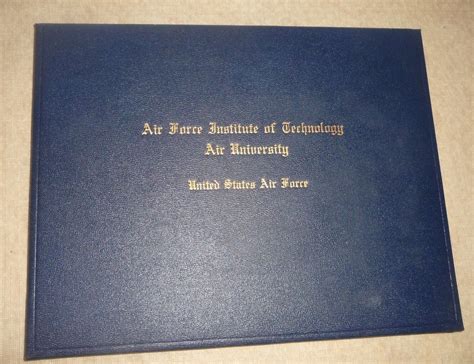 Air Force Institute of Technology
Air University
United States Air Force